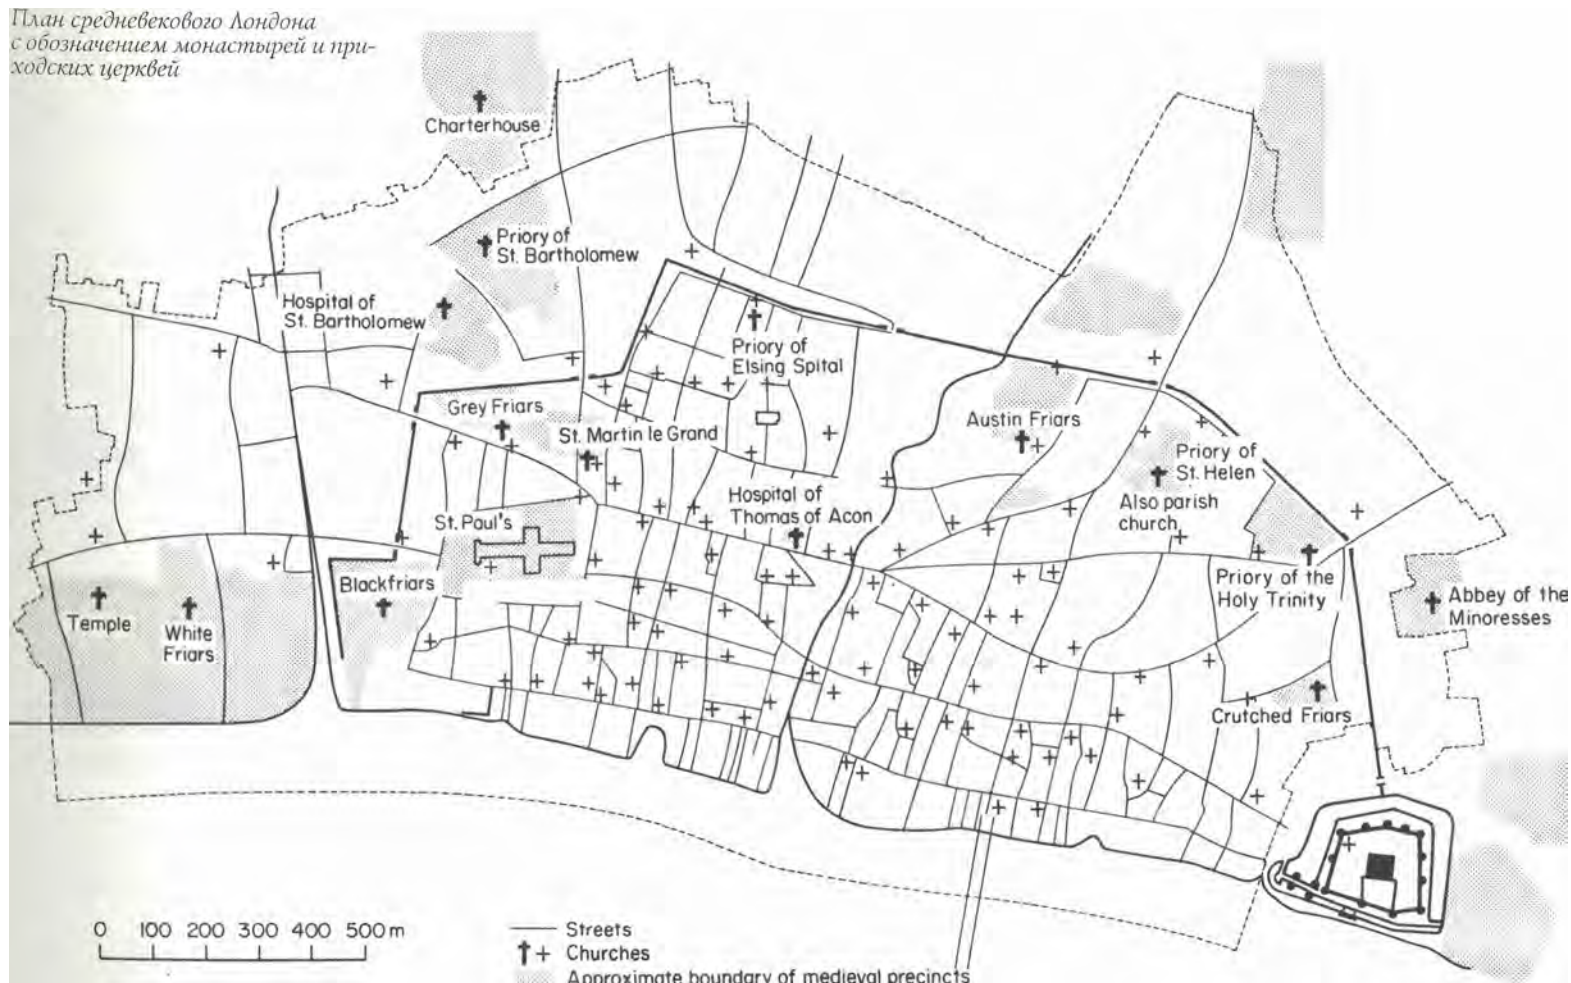 План средневекового Лондона
с обозначением монастырей и при-
ходских церквей
Charterhouse
Priory of
St. Bartholomew
Hospital of
St. Bartholomew
Priory of
Elsing Spital
Grey Friars
St. Martin le Grand
Austin Friars
Priory of
St. Helen
Also parish
church
Hospital of
Thomas of Acon
St. Paul's
Blackfriars
Temple
White
Friars
Priory of the
Holy Trinity
Abbey of the
Minoresses
Crutched Friars
0 100 200 300 400 500 m
Streets
Churches
Approximate boundary of medieval precincts